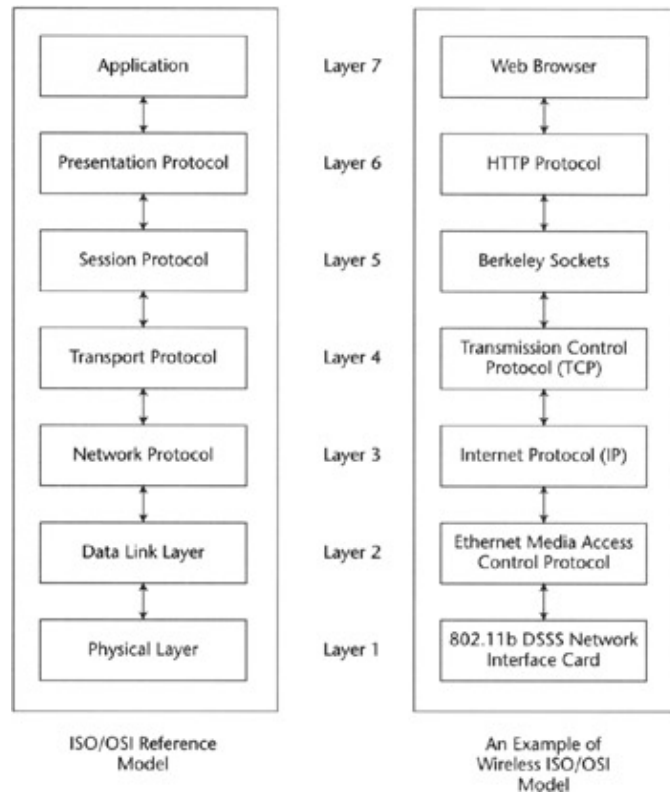 Application
Layer 7
Web Browser
Presentation Protocol
Layer 6
HTTP Protocol
Session Protocol
Layer 5
Berkeley Sockets
Transport Protocol
Layer 4
Transmission Control
Protocol (TCP)
Network Protocol
Layer 3
Internet Protocol (IP)
Data Link Layer
Layer 2
Ethernet Media Access
Control Protocol
Physical Layer
Layer 1
802.11b DSSS Network
Interface Card
ISO/OSI Reference
Model
An Example of
Wireless ISO/OSI
Model